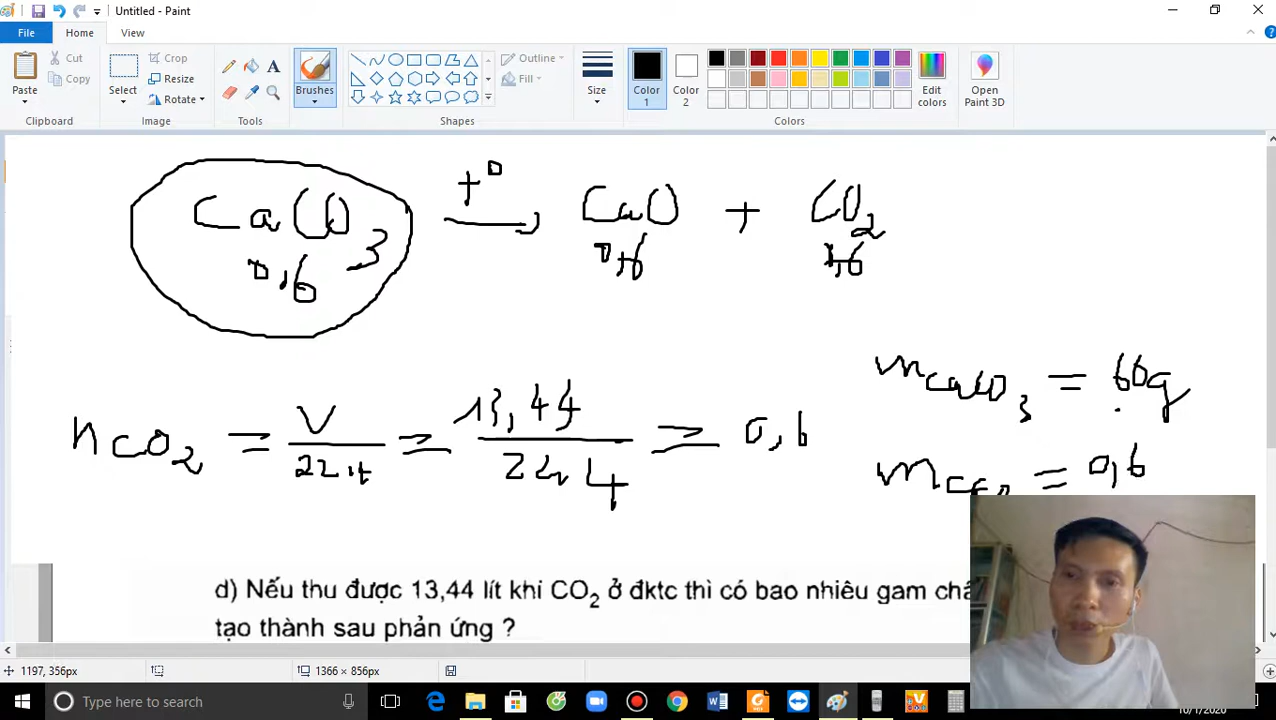 Untitled - Paint
File Home View
Paste
Cut
Copy
Clipboard
Select
Crop
Resize
Rotate
Image
Tools
Brushes
Shapes
Outline
Fill
Size
Color 1
Color 2
Edit colors
Colors
Open Paint 3D
CaCO3 t° → CaO + CO2
0,6 0,6
nCO2 = V/22,4 = 13,44/22,4 = 0,6
mCaCO3 = 60g
= 0,6
d) Nếu thu được 13,44 lít khí CO2 ở đktc thì có bao nhiêu gam
tạo thành sau phản ứng ?
1197, 356px
1366 × 856px
Type here to search
10/1/2020